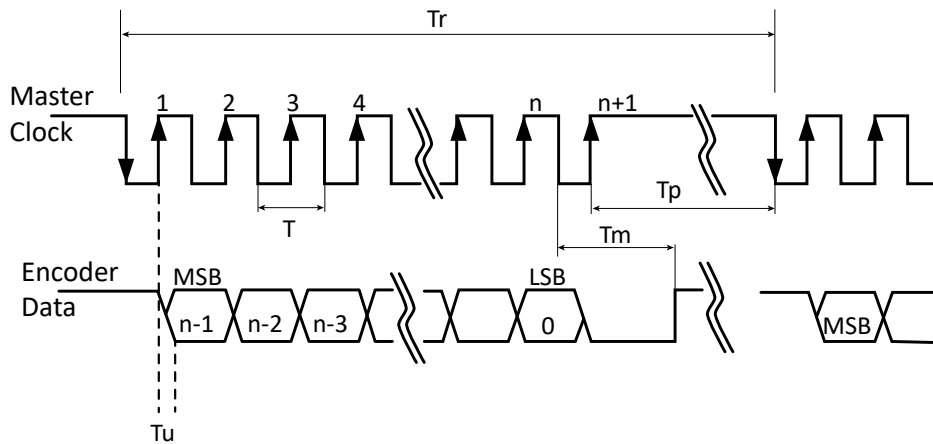 Tr
Master
Clock
1 2 3 4 n n+1
T
Tp
Tm
Encoder
Data
MSB LSB
n-1 n-2 n-3 0 MSB
Tu